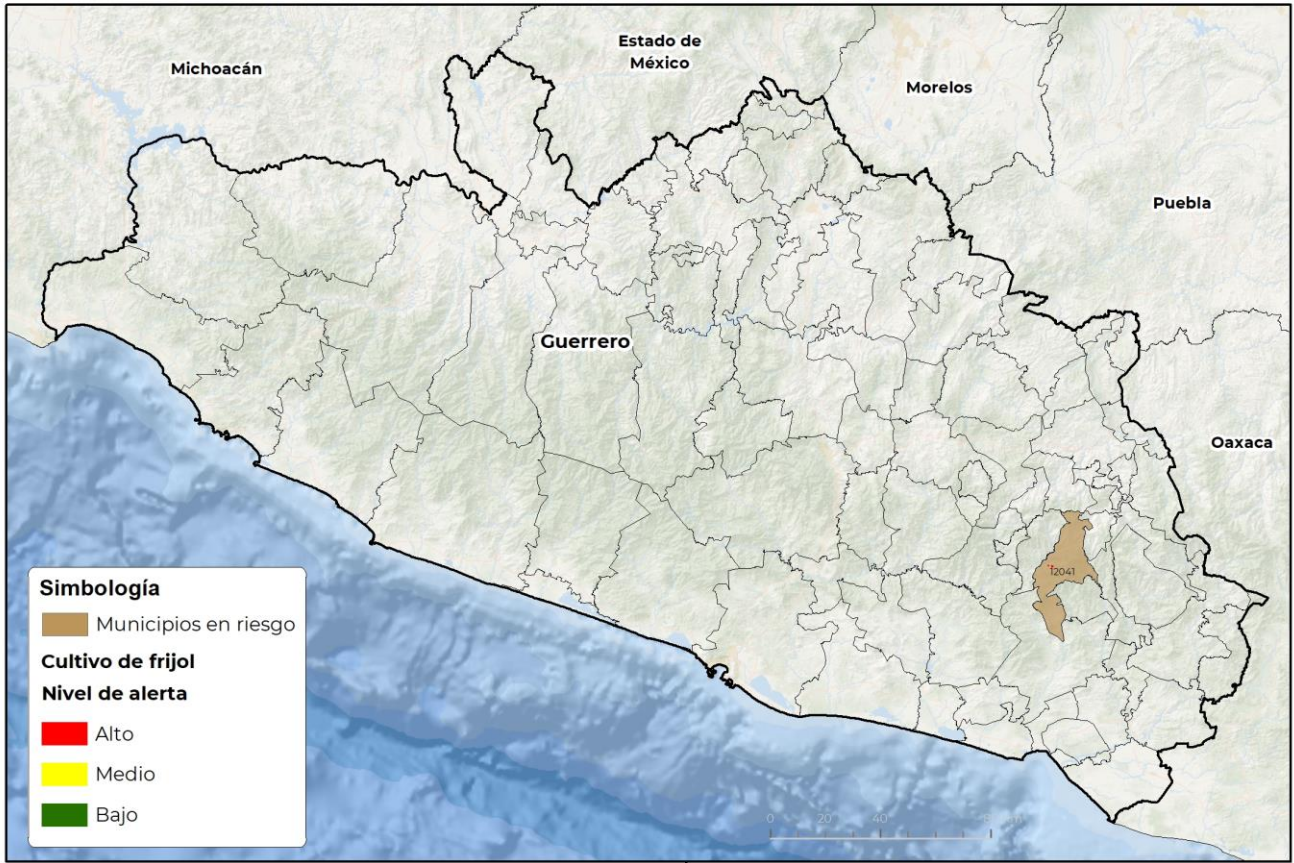 Michoacán
Estado de
México
Morelos
Puebla
Guerrero
Oaxaca
12041
Simbología
Municipios en riesgo
Cultivo de frijol
Nivel de alerta
Alto
Medio
Bajo
0 20 40